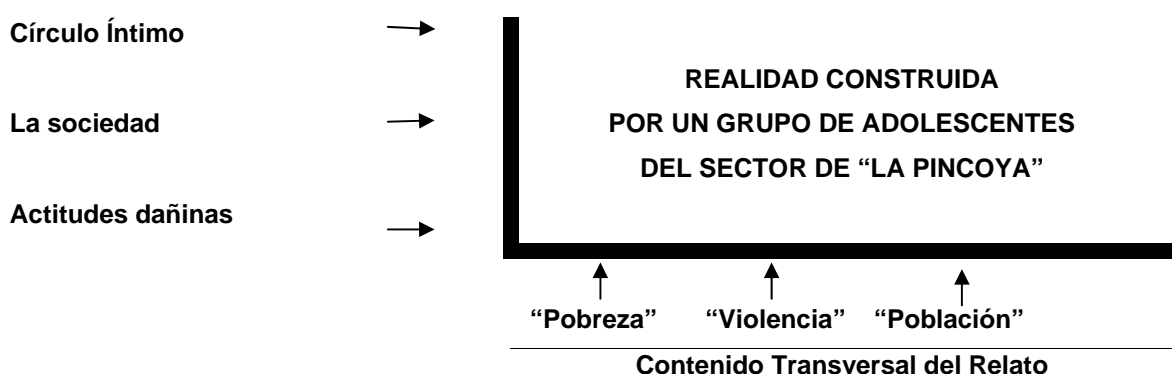 Círculo Íntimo
La sociedad
Actitudes dañinas
REALIDAD CONSTRUIDA
POR UN GRUPO DE ADOLESCENTES
DEL SECTOR DE “LA PINCOYA”
“Pobreza” “Violencia” “Población”
Contenido Transversal del Relato